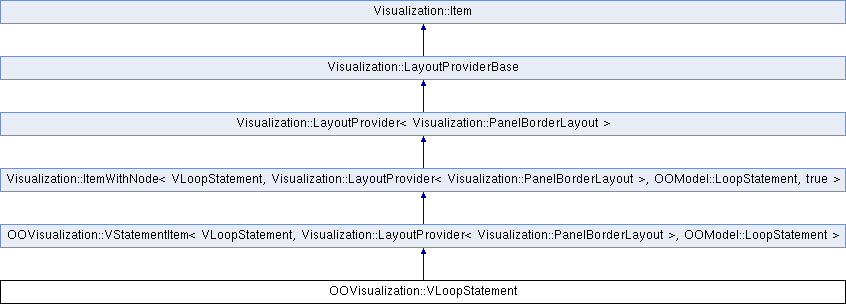 Visualization::Item
Visualization::LayoutProviderBase
Visualization::LayoutProvider< Visualization::PanelBorderLayout >
Visualization::ItemWithNode< VLoopStatement, Visualization::LayoutProvider< Visualization::PanelBorderLayout >, OOModel::LoopStatement, true >
OOVisualization::VStatementItem< VLoopStatement, Visualization::LayoutProvider< Visualization::PanelBorderLayout >, OOModel::LoopStatement >
OOVisualization::VLoopStatement